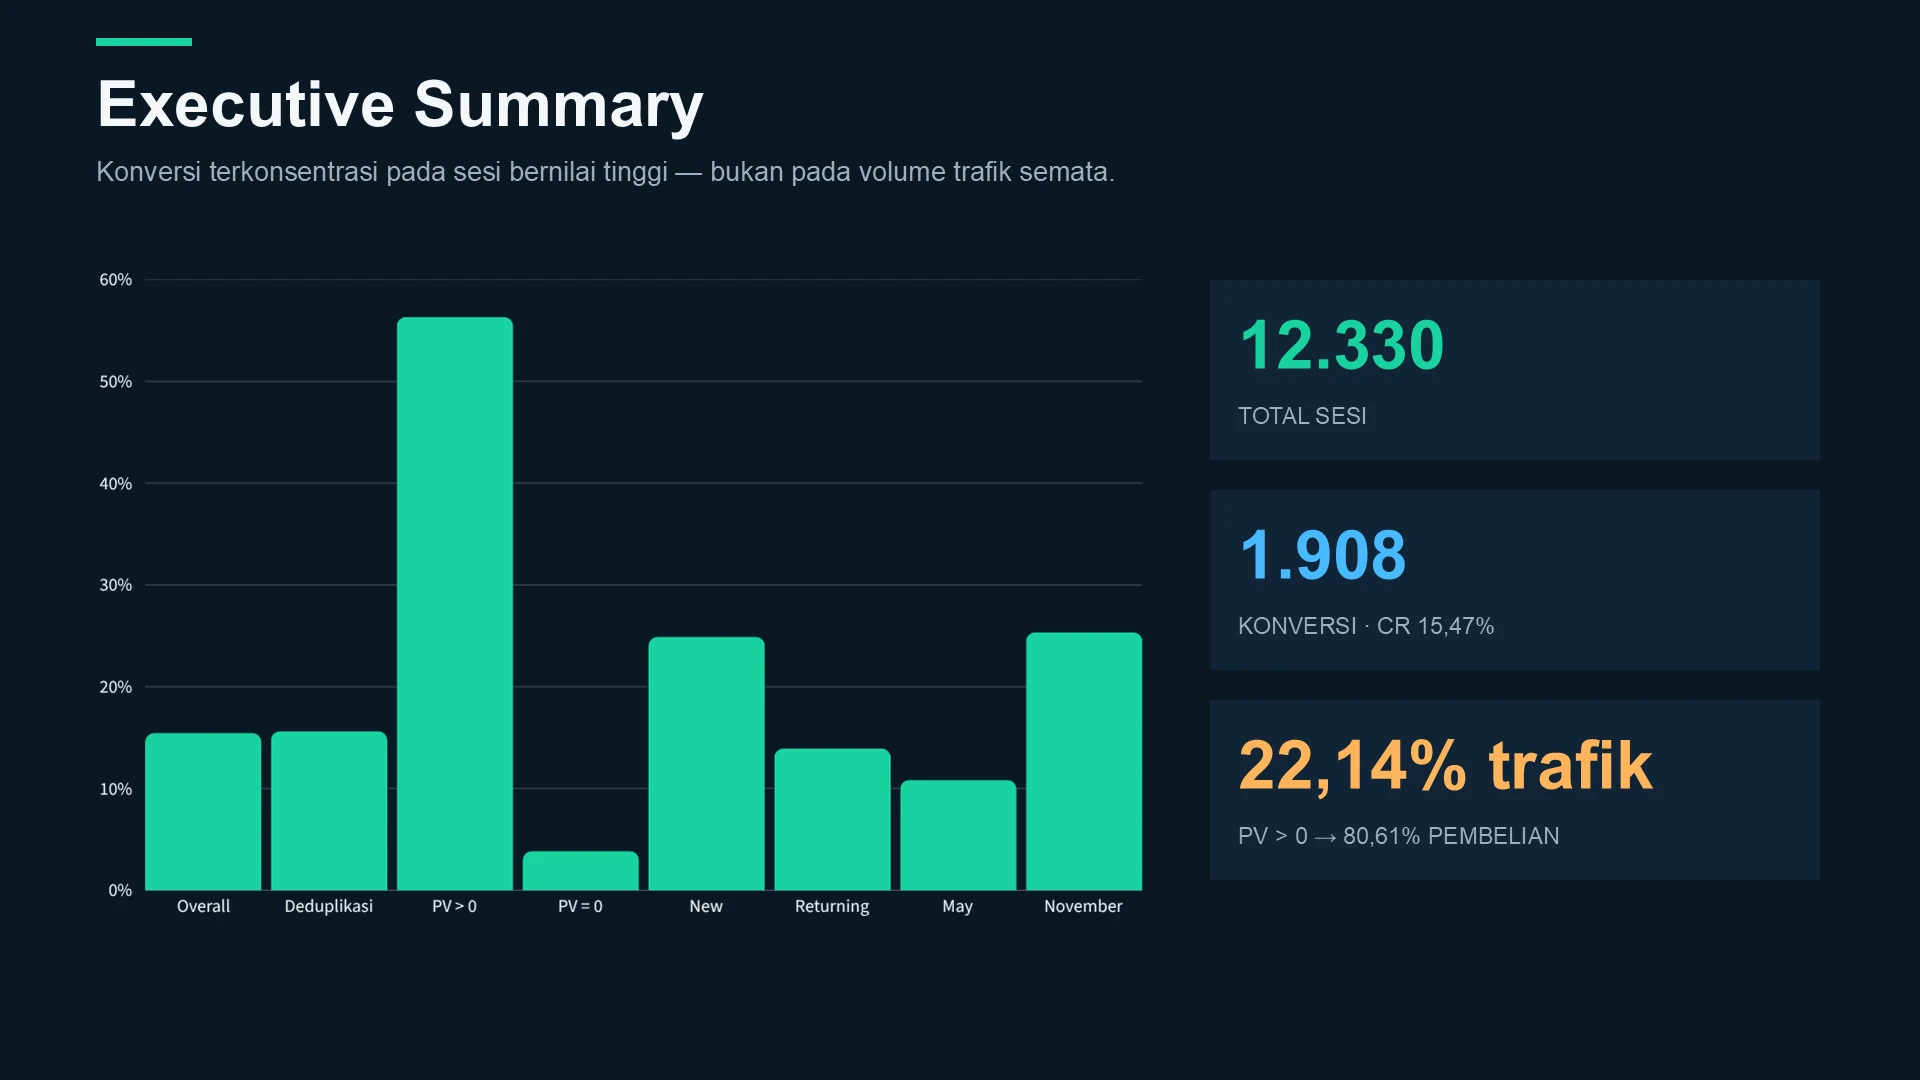 Executive Summary
Konversi terkonsentrasi pada sesi bernilai tinggi — bukan pada volume trafik semata.
60%
50%
40%
30%
20%
10%
0%
Overall
Deduplikasi
PV > 0
PV = 0
New
Returning
May
November
12.330
TOTAL SESI
1.908
KONVERSI · CR 15,47%
22,14% trafik
PV > 0 → 80,61% PEMBELIAN